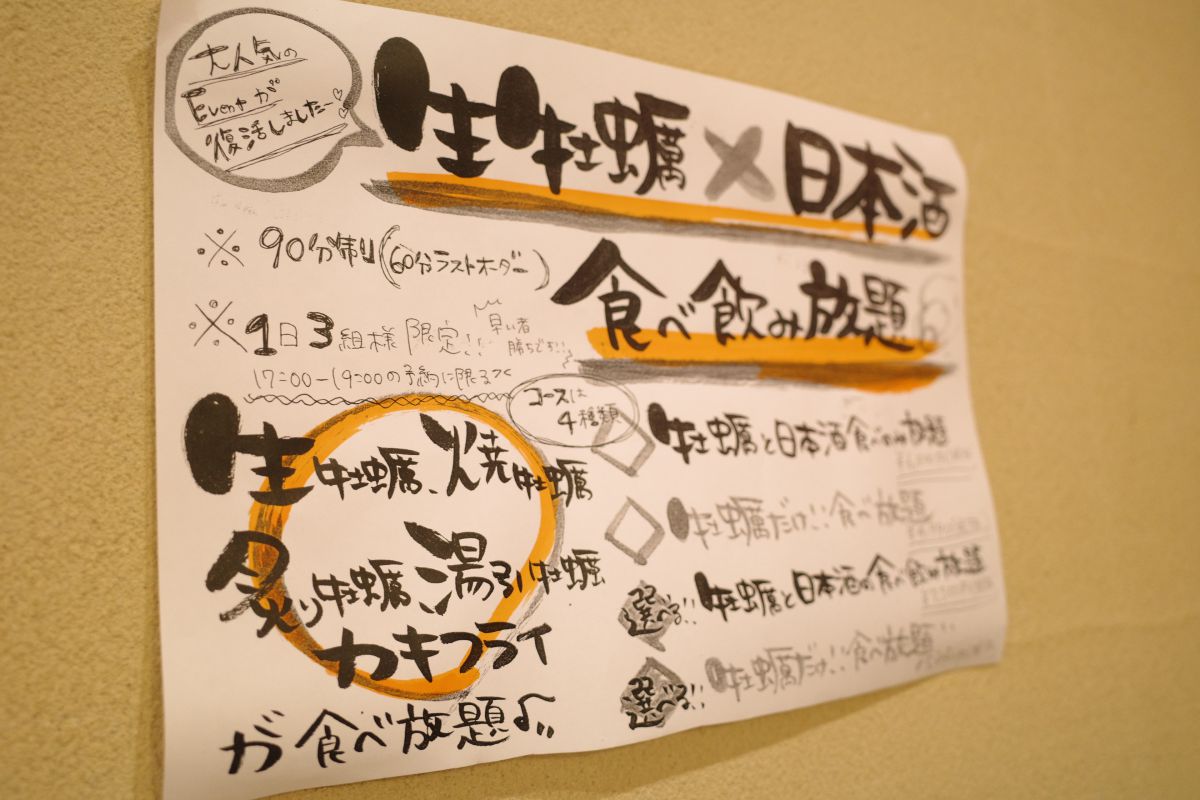 大人気の
Eventが
復活しました〜♡♡
生牡蠣×日本酒
食べ飲み放題
※90分制(60分ラストオーダー)
※1日3組様限定!!
早い者
勝ちです!!
17:00-19:00の予約に限るべく
コースは
4種類
生牡蠣、焼牡蠣
炙り牡蠣、湯引牡蠣
カキフライ
が食べ放題♪
◇牡蠣と日本酒食べ飲み放題
◇牡蠣だけ!!食べ放題
選べる!!牡蠣と日本酒の食べ飲み放題
選べる!!牡蠣だけ!!食べ放題